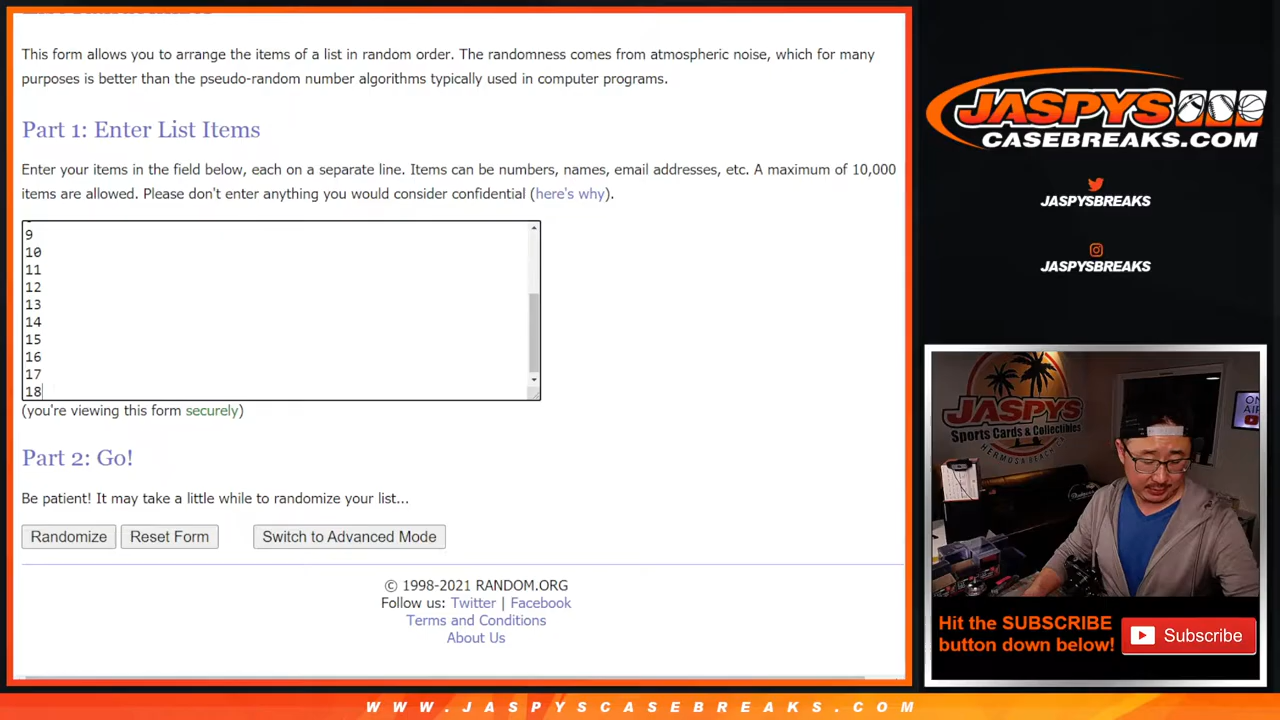 This form allows you to arrange the items of a list in random order. The randomness comes from atmospheric noise, which for many
purposes is better than the pseudo-random number algorithms typically used in computer programs.
Part 1: Enter List Items
Enter your items in the field below, each on a separate line. Items can be numbers, names, email addresses, etc. A maximum of 10,000
items are allowed. Please don't enter anything you would consider confidential (here's why).
9
10
11
12
13
14
15
16
17
18
(you're viewing this form securely)
Part 2: Go!
Be patient! It may take a little while to randomize your list...
Randomize Reset Form Switch to Advanced Mode
© 1998-2021 RANDOM.ORG
Follow us: Twitter | Facebook
Terms and Conditions
About Us
JASPYS
CASEBREAKS.COM
JASPYSBREAKS
JASPYSBREAKS
JASPYS
Sports Cards & Collectibles
HERMOSA BEACH, CA
ON
AIR
Hit the SUBSCRIBE
button down below!
Subscribe
WWW.JASPYSCASEBREAKS.COM